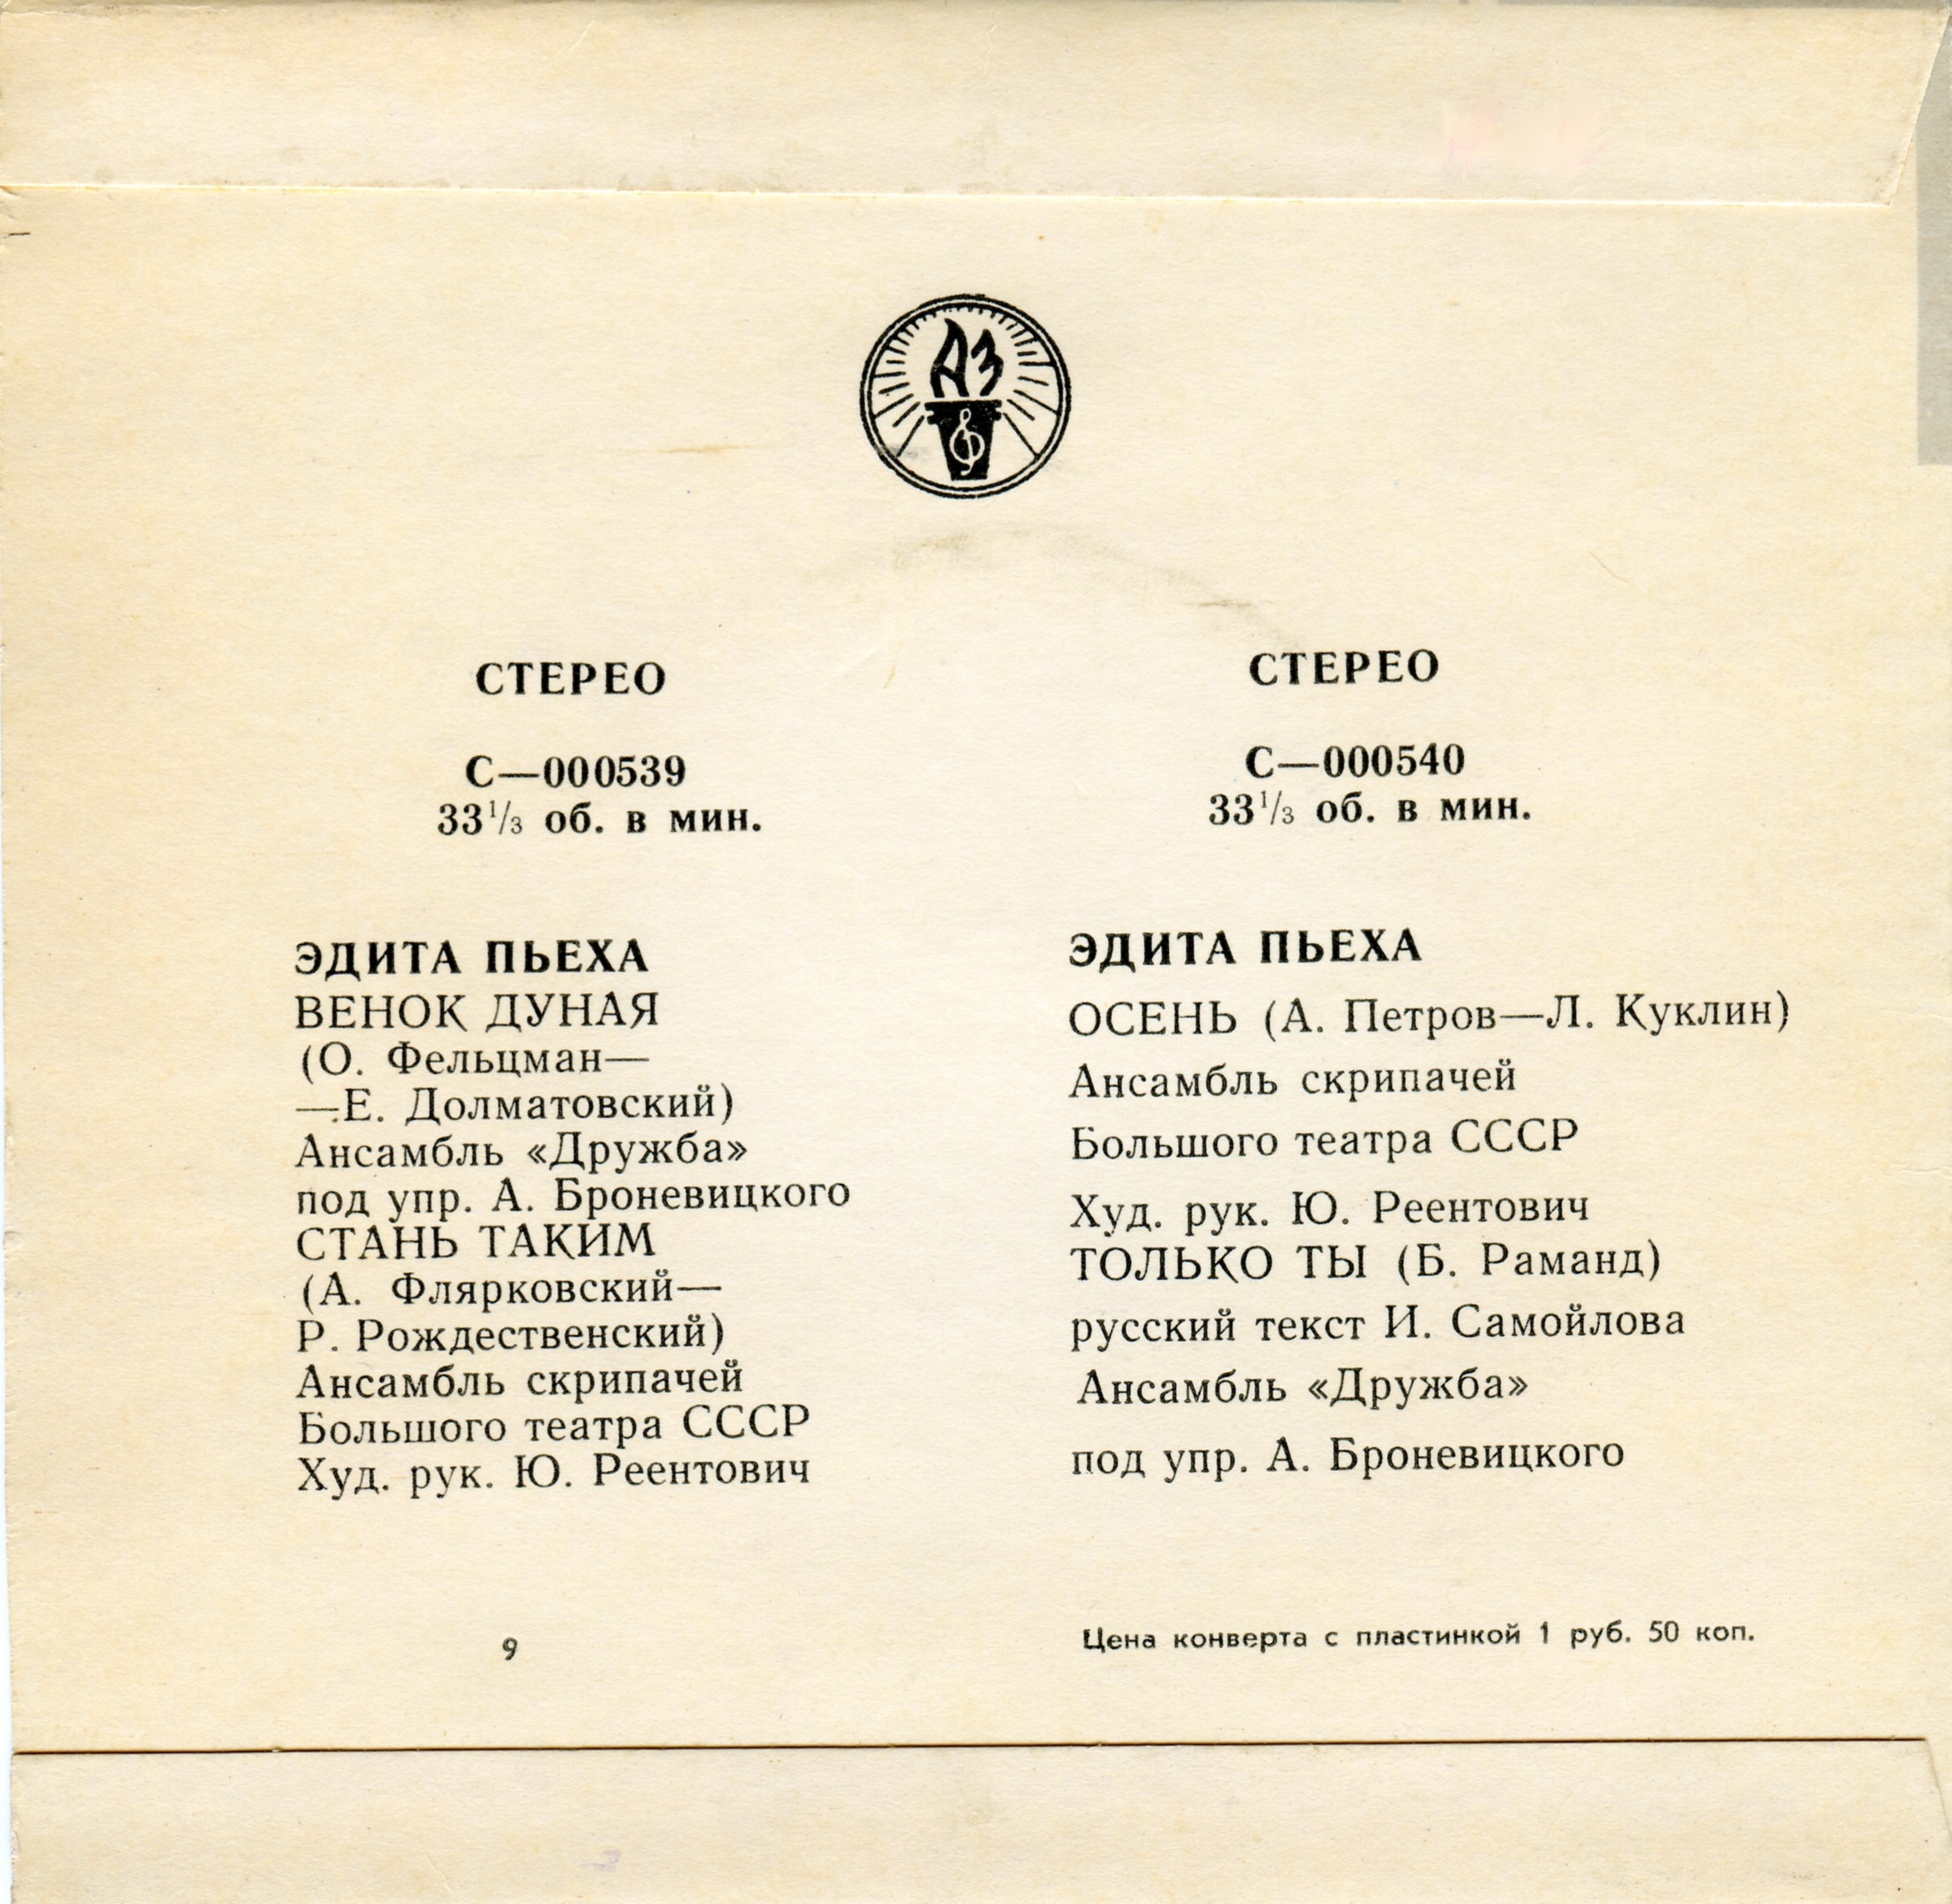 АЗ
СТЕРЕО
С—000539
33 1/3 об. в мин.
ЭДИТА ПЬЕХА
ВЕНОК ДУНАЯ
(О. Фельцман—
—Е. Долматовский)
Ансамбль «Дружба»
под упр. А. Броневицкого
СТАНЬ ТАКИМ
(А. Флярковский—
Р. Рождественский)
Ансамбль скрипачей
Большого театра СССР
Худ. рук. Ю. Реентович
9
СТЕРЕО
С—000540
33 1/3 об. в мин.
ЭДИТА ПЬЕХА
ОСЕНЬ (А. Петров—Л. Куклин)
Ансамбль скрипачей
Большого театра СССР
Худ. рук. Ю. Реентович
ТОЛЬКО ТЫ (Б. Раманд)
русский текст И. Самойлова
Ансамбль «Дружба»
под упр. А. Броневицкого
Цена конверта с пластинкой 1 руб. 50 коп.